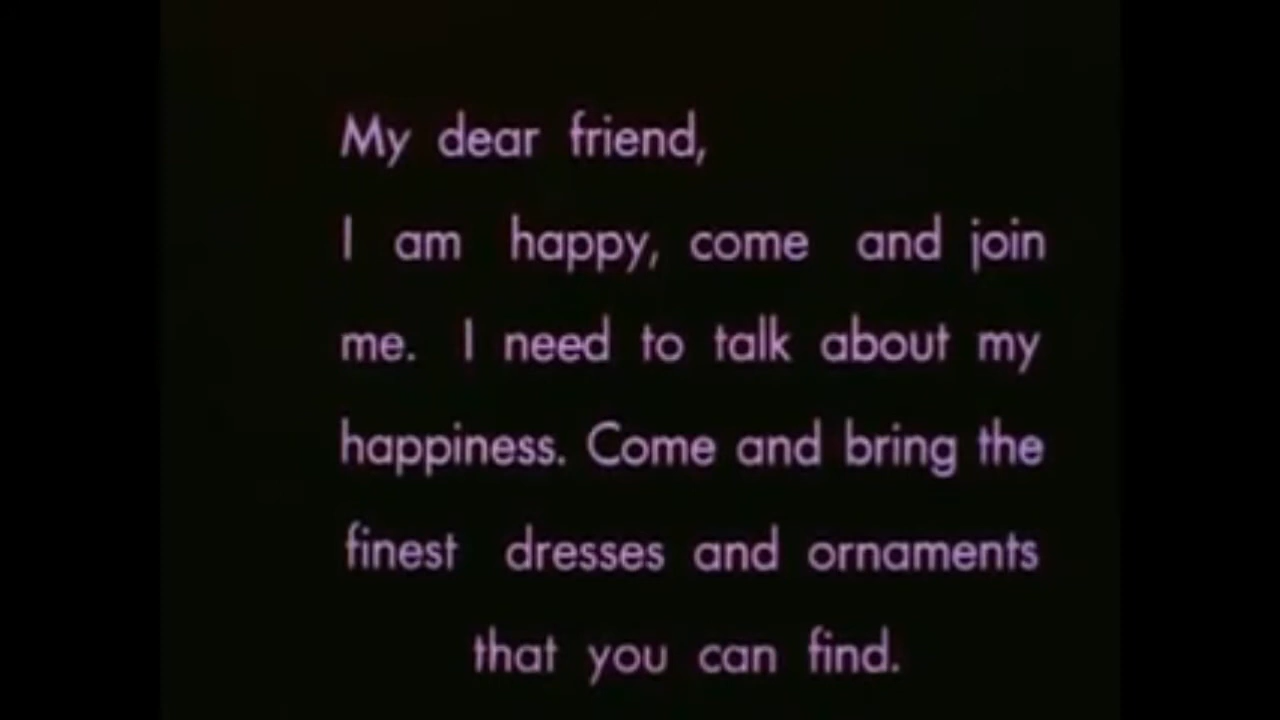 My dear friend,
I am happy, come and join
me. I need to talk about my
happiness. Come and bring the
finest dresses and ornaments
that you can find.